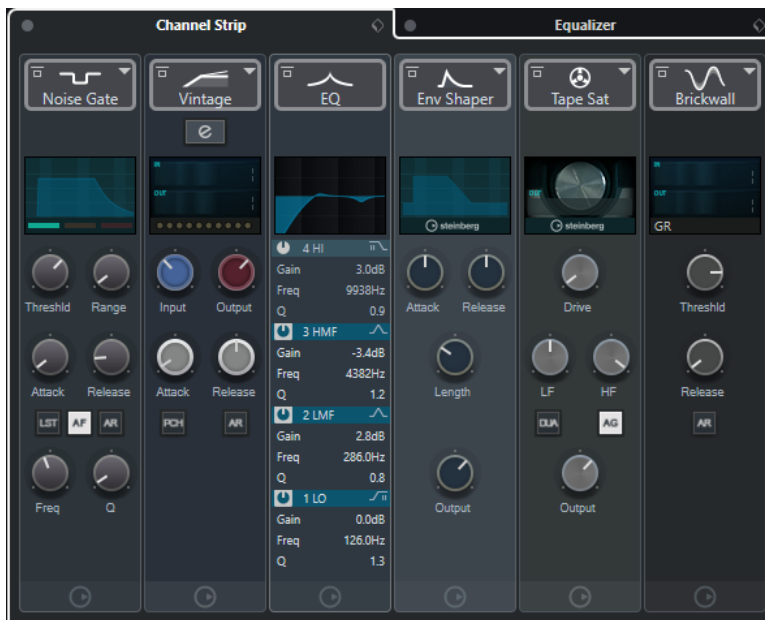 Channel Strip
Equalizer
Noise Gate
Vintage
EQ
Env Shaper
Tape Sat
Brickwall
e
IN
OUT
steinberg
OUT
steinberg
IN
OUT
GR
Threshld
Range
Attack
Release
LST
AF
AR
Freq
Q
Input
Output
Attack
Release
PCH
AR
4 HI
Gain 3.0dB
Freq 9938Hz
Q 0.9
3 HMF
Gain -3.4dB
Freq 4382Hz
Q 1.2
2 LMF
Gain 2.8dB
Freq 286.0Hz
Q 0.8
1 LO
Gain 0.0dB
Freq 126.0Hz
Q 1.3
Attack
Release
Length
Output
Drive
LF
HF
DUA
AG
Output
Threshld
Release
AR